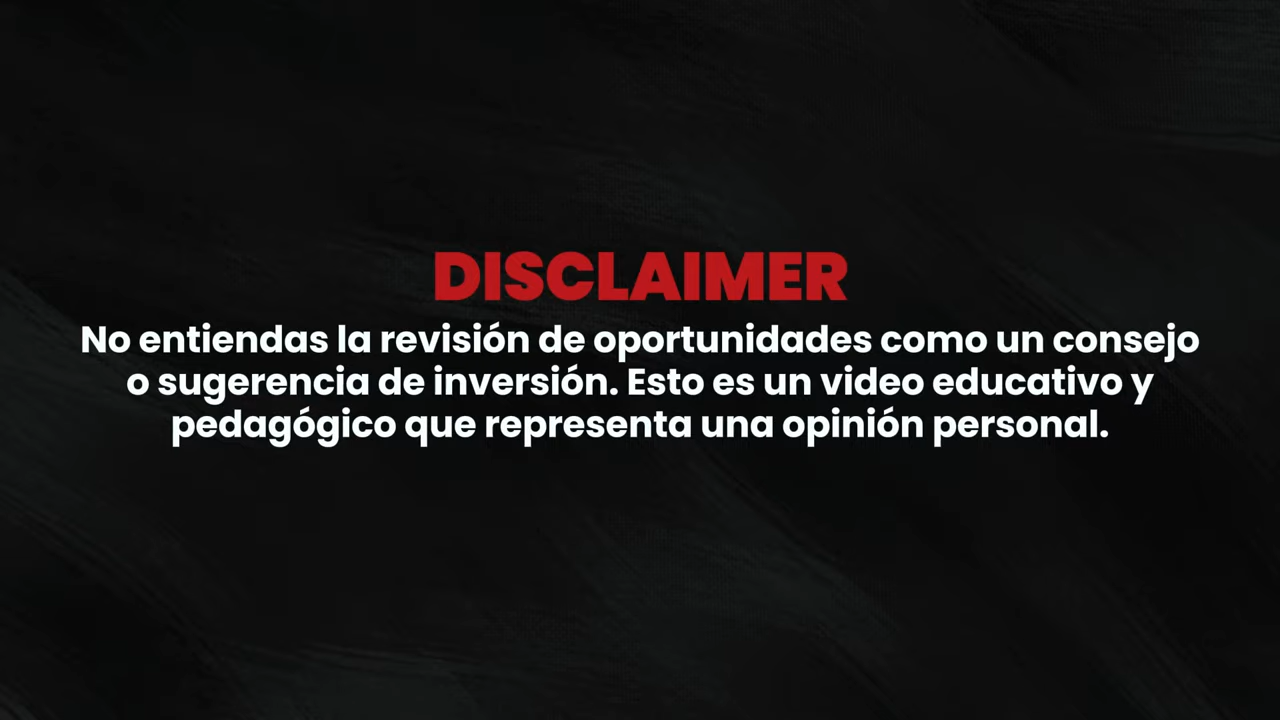 DISCLAIMER
No entiendas la revisión de oportunidades como un consejo
o sugerencia de inversión. Esto es un video educativo y
pedagógico que representa una opinión personal.